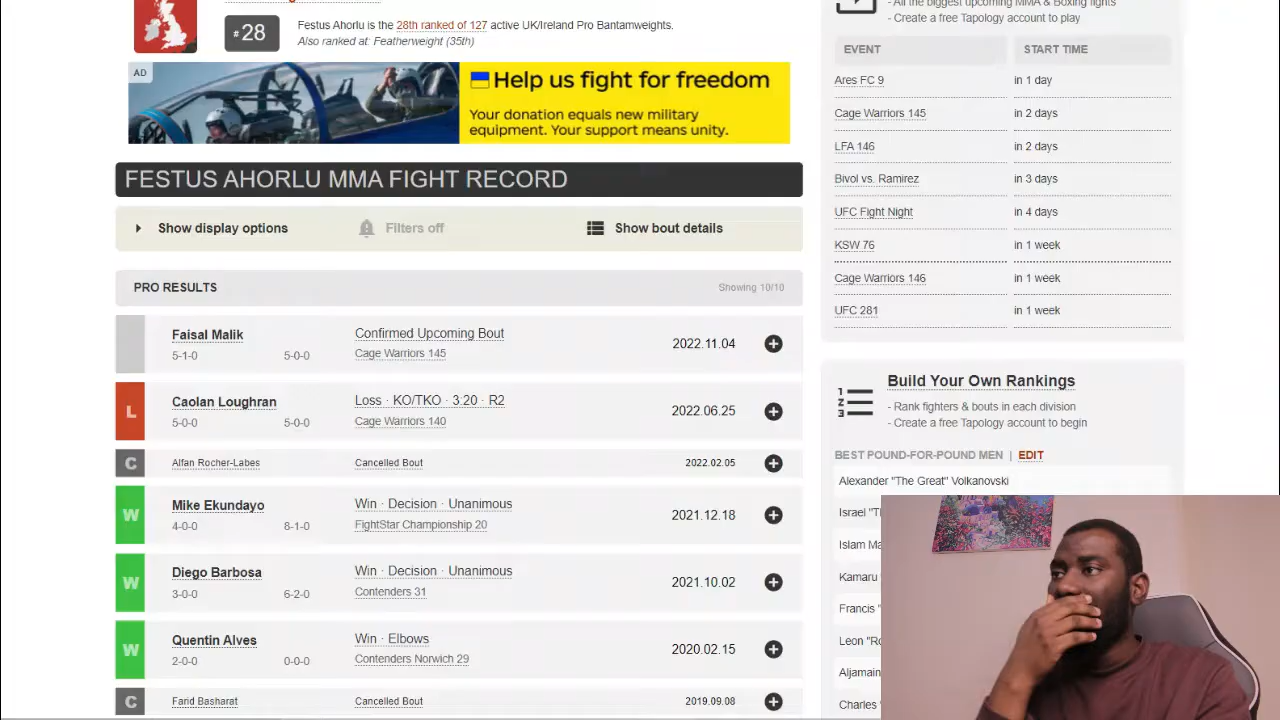 #28
Festus Ahorlu is the 28th ranked of 127 active UK/Ireland Pro Bantamweights.
Also ranked at: Featherweight (35th)
AD
Help us fight for freedom
Your donation equals new military
equipment. Your support means unity.
FESTUS AHORLU MMA FIGHT RECORD
Show display options
Filters off
Show bout details
PRO RESULTS
Showing 10/10
Faisal Malik
Confirmed Upcoming Bout
2022.11.04
5-1-0
5-0-0
Cage Warriors 145
L
Caolan Loughran
Loss · KO/TKO · 3:20 · R2
2022.06.25
5-0-0
5-0-0
Cage Warriors 140
C
Alfan Rocher-Labes
Cancelled Bout
2022.02.05
W
Mike Ekundayo
Win · Decision · Unanimous
2021.12.18
4-0-0
8-1-0
FightStar Championship 20
W
Diego Barbosa
Win · Decision · Unanimous
2021.10.02
3-0-0
6-2-0
Contenders 31
W
Quentin Alves
Win · Elbows
2020.02.15
2-0-0
0-0-0
Contenders Norwich 29
C
Farid Basharat
Cancelled Bout
2019.09.08
- All the biggest upcoming MMA & Boxing fights
- Create a free Tapology account to play
EVENT
START TIME
Ares FC 9
in 1 day
Cage Warriors 145
in 2 days
LFA 146
in 2 days
Bivol vs. Ramirez
in 3 days
UFC Fight Night
in 4 days
KSW 76
in 1 week
Cage Warriors 146
in 1 week
UFC 281
in 1 week
1
2
3
Build Your Own Rankings
- Rank fighters & bouts in each division
- Create a free Tapology account to begin
BEST POUND-FOR-POUND MEN | EDIT
Alexander "The Great" Volkanovski
Israel
Islam
Kamaru
Francis
Leon
Aljamain
Charles